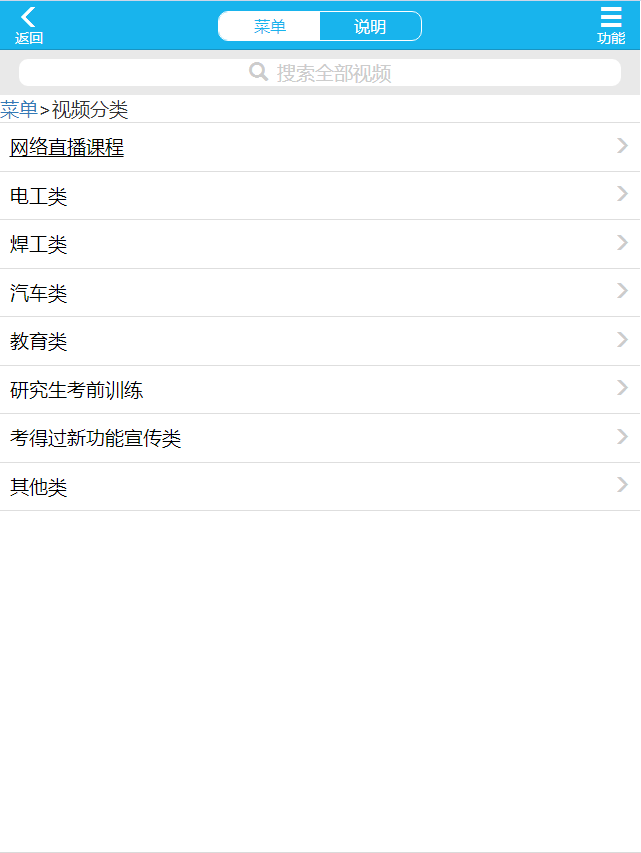 返回
菜单 说明
功能
搜索全部视频
菜单>视频分类
网络直播课程
电工类
焊工类
汽车类
教育类
研究生考前训练
考得过新功能宣传类
其他类